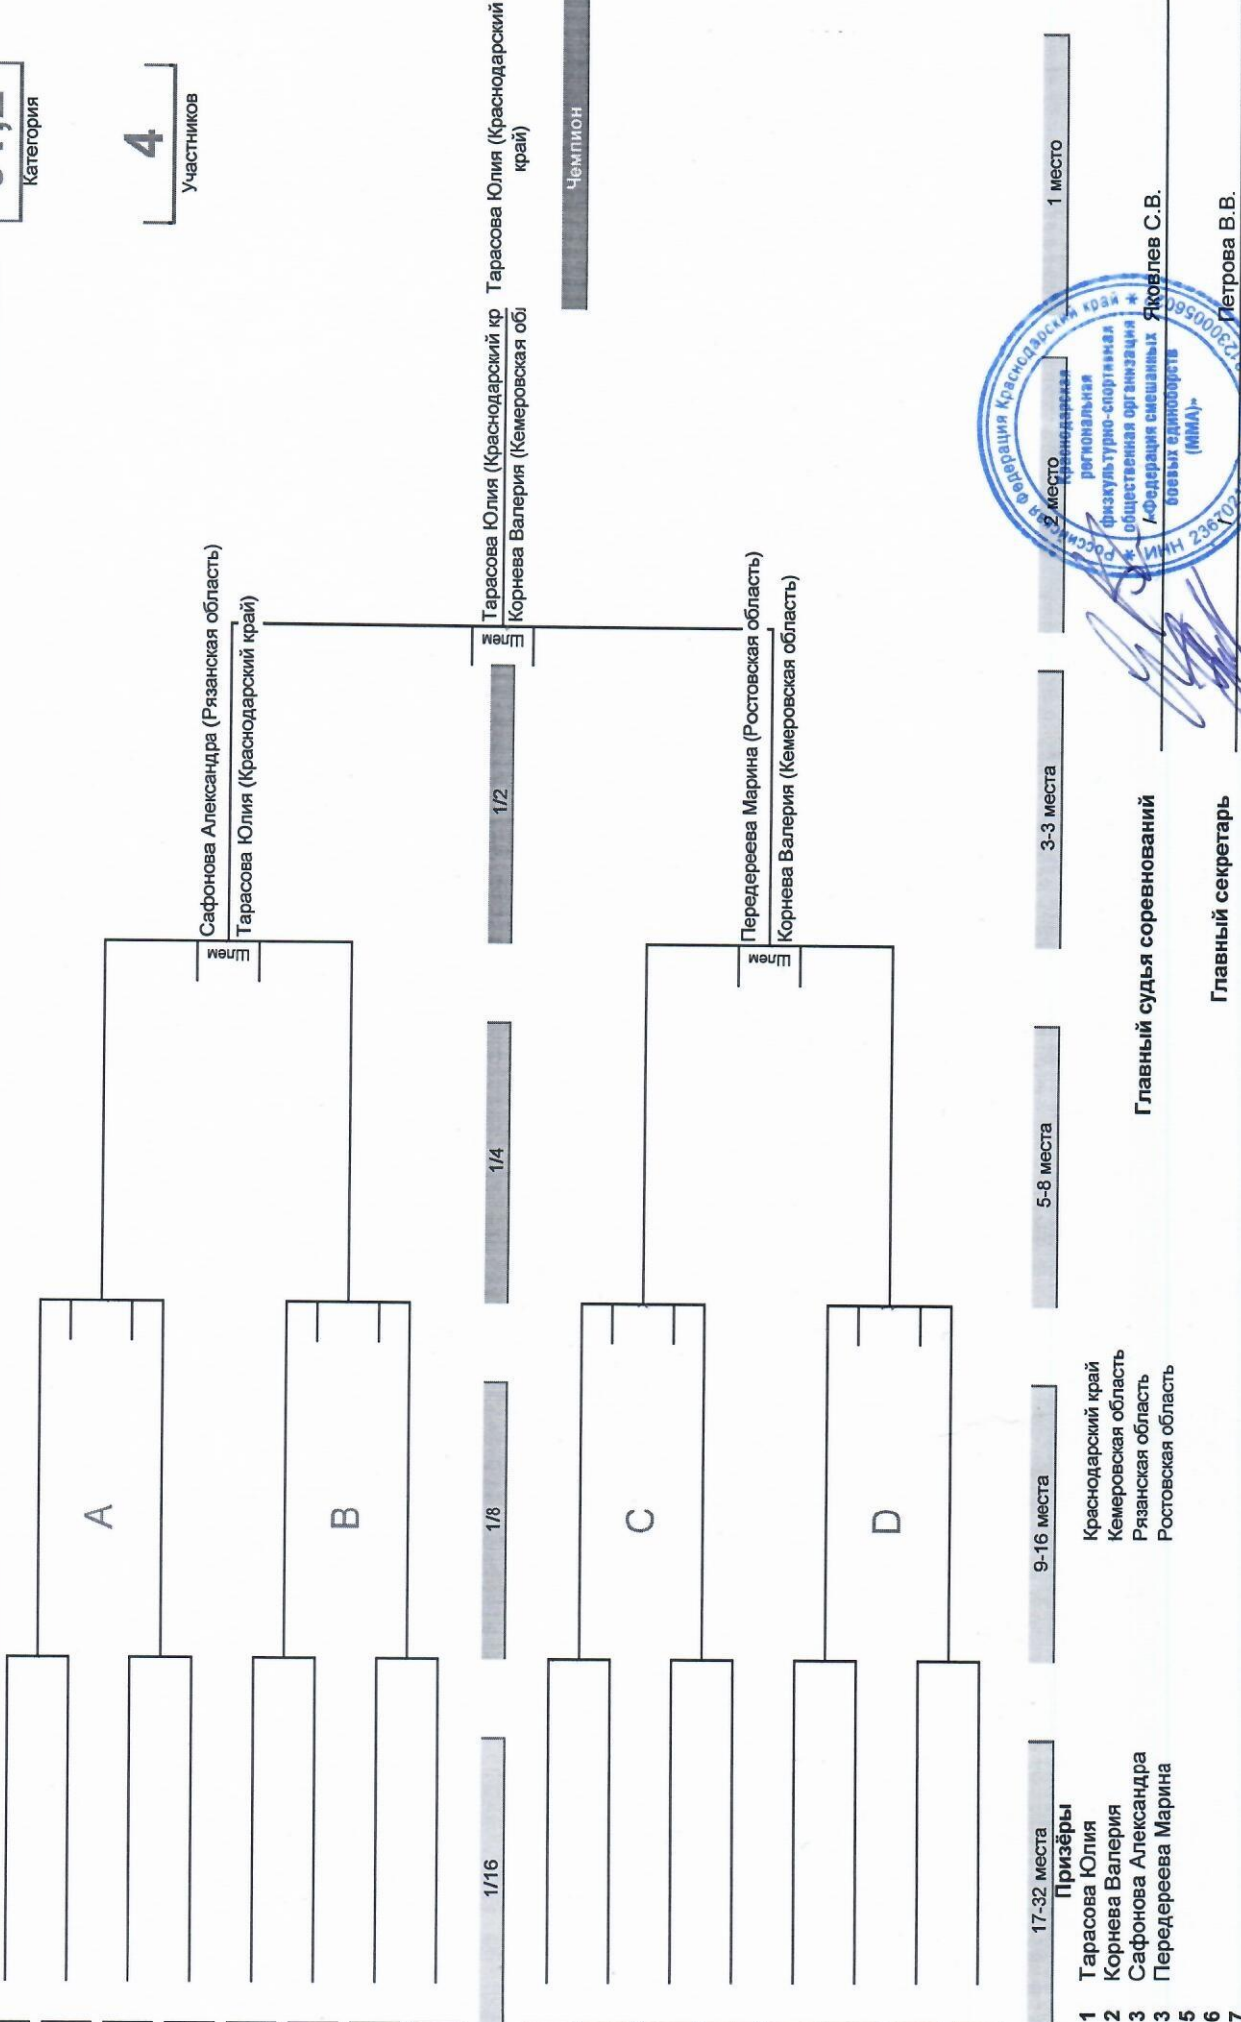 Категория
4
Участников
Сафонова Александра (Рязанская область)
Тарасова Юлия (Краснодарский край)
Шлем
A
B
Тарасова Юлия (Краснодарский кр
Корнева Валерия (Кемеровская обл
Шлем
Тарасова Юлия (Краснодарский
край)
1/16
1/8
1/4
1/2
Чемпион
C
D
Передереева Марина (Ростовская область)
Корнева Валерия (Кемеровская область)
Шлем
17-32 места
9-16 места
5-8 места
3-3 места
2 место
1 место
Призёры
1 Тарасова Юлия Краснодарский край
2 Корнева Валерия Кемеровская область
3 Сафонова Александра Рязанская область
3 Передереева Марина Ростовская область
5
6
7
Главный судья соревнований
Яковлев С.В.
Главный секретарь
Петрова В.В.
Российская Федерация Краснодарский край
ИНН
Краснодарская
региональная
физкультурно-спортивная
общественная организация
«Федерация смешанных
боевых единоборств
(ММА)»